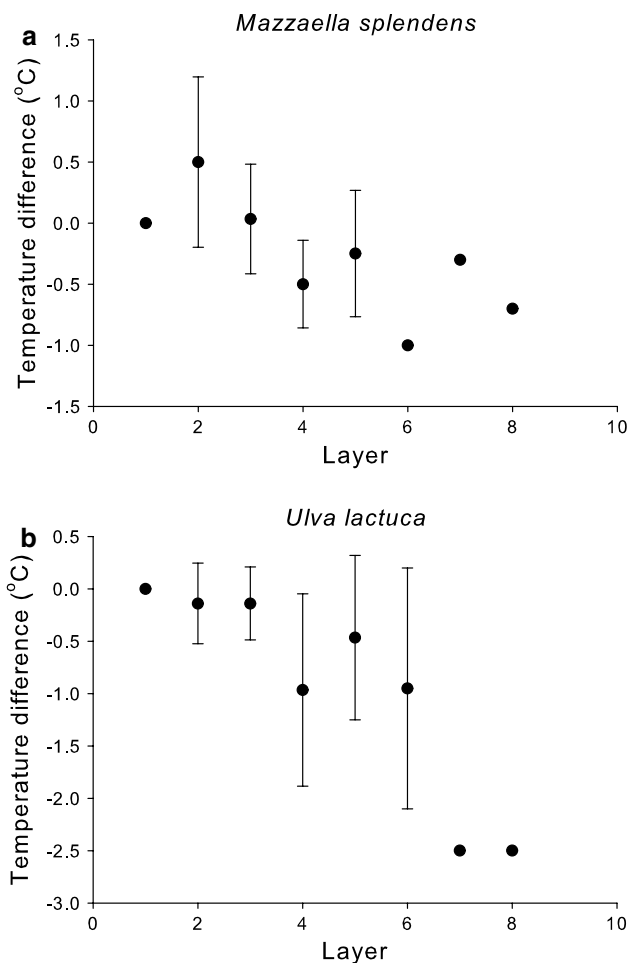 a
Mazzaella splendens
Temperature difference (°C)
1.5
1.0
0.5
0.0
-0.5
-1.0
-1.5
0 2 4 6 8 10
Layer
b
Ulva lactuca
Temperature difference (°C)
0.5
0.0
-0.5
-1.0
-1.5
-2.0
-2.5
-3.0
0 2 4 6 8 10
Layer